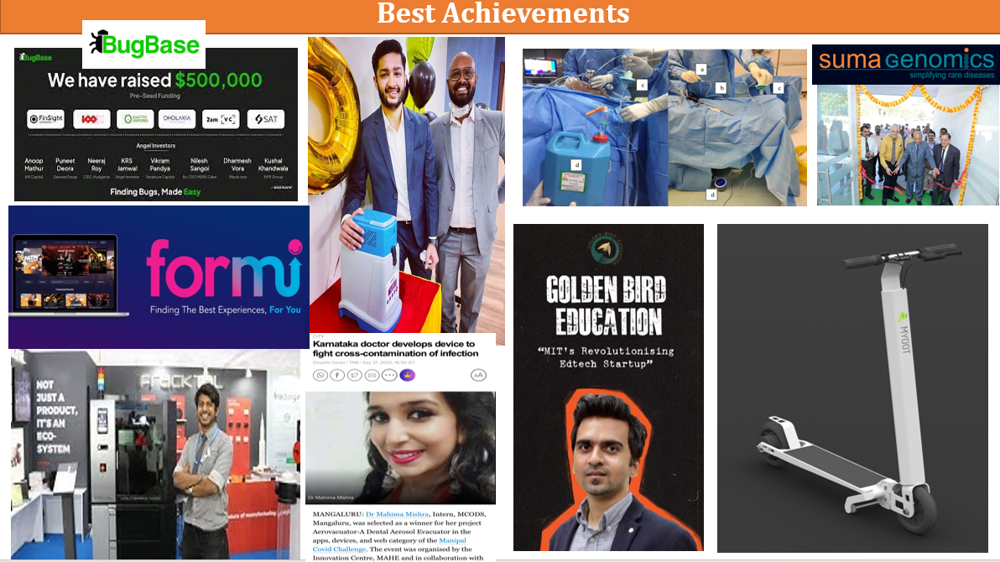 Best Achievements
BugBase
BugBase
We have raised $500,000
Pre-Seed Funding
FinSight
100
2am VC
SAT
Angel Investors
Anoop Mathur
Puneet Deora
Neeraj Roy
KRS Jamwal
Vikram Pandya
Nilesh Sangoi
Dharmesh Vora
Kushal Khandwala
- and more!
Finding Bugs, Made Easy
formi
Finding The Best Experiences, For You
NOT
JUST A
PRODUCT,
IT'S AN
ECO-
SYSTEM
FRACKTAL
CITY
Karnataka doctor develops device to
fight cross-contamination of infection
AA
Dr Mahima Mishra
MANGALURU: Dr Mahima Mishra, Intern, MCODS,
Mangaluru, was selected as a winner for her project
Aerovacuator-A Dental Aerosol Evacuator in the
apps, devices, and web category of the Manipal
Covid Challenge. The event was organised by the
Innovation Centre, MAHE and in collaboration with
c
a
b
c
d
d
suma genomics
simplifying rare diseases
GOLDEN BIRD
EDUCATION
“MIT's Revolutionising
Edtech Startup”